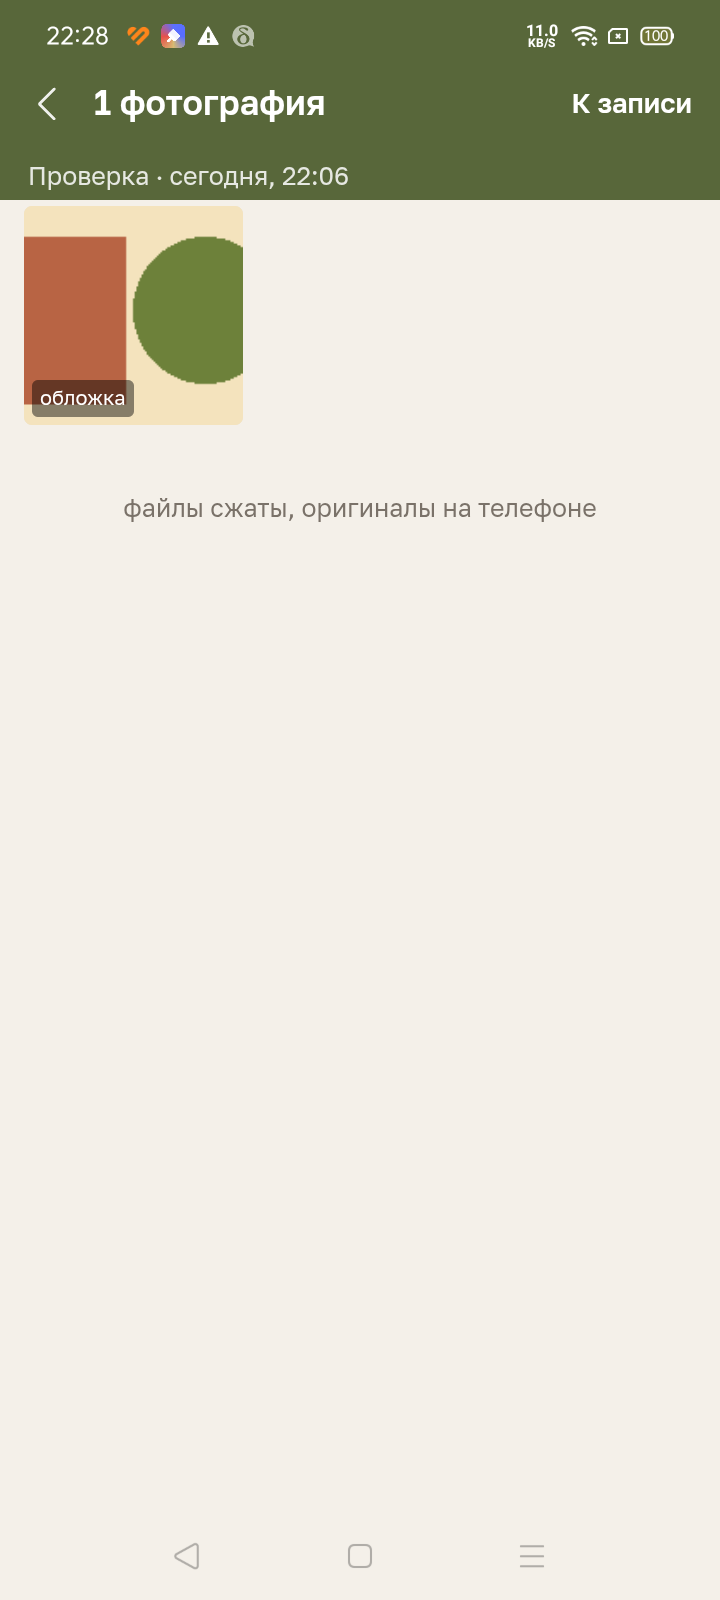 22:28
11.0
KB/S
100
1 фотография
К записи
Проверка · сегодня, 22:06
обложка
файлы сжаты, оригиналы на телефоне